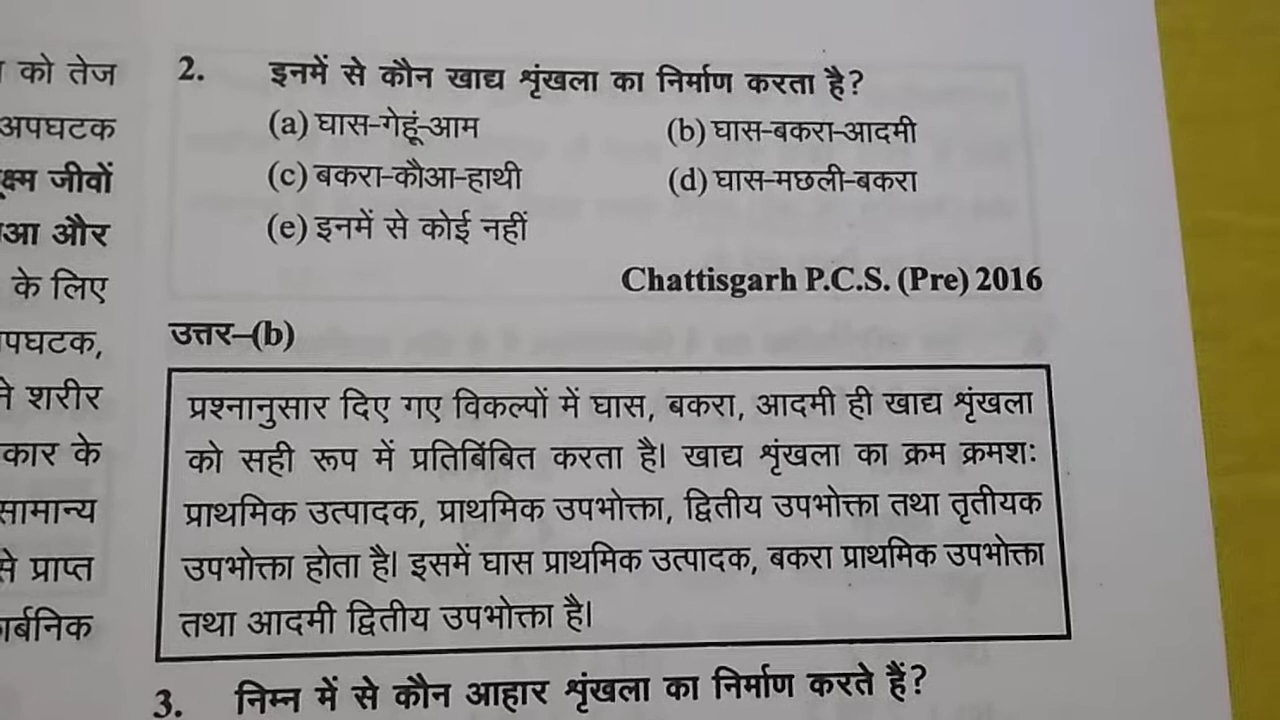 को तेज
अपघटक
जीवों
और
के लिए
शरीर
कार के
सामान्य
से प्राप्त
2. इनमें से कौन खाद्य शृंखला का निर्माण करता है?
(a) घास-गेहूं-आम (b) घास-बकरा-आदमी
(c) बकरा-कौआ-हाथी (d) घास-मछली-बकरा
(e) इनमें से कोई नहीं
Chattisgarh P.C.S. (Pre) 2016
उत्तर–(b)
प्रश्नानुसार दिए गए विकल्पों में घास, बकरा, आदमी ही खाद्य शृंखला
को सही रूप में प्रतिबिंबित करता है। खाद्य शृंखला का क्रम क्रमशः
प्राथमिक उत्पादक, प्राथमिक उपभोक्ता, द्वितीय उपभोक्ता तथा तृतीयक
उपभोक्ता होता है। इसमें घास प्राथमिक उत्पादक, बकरा प्राथमिक उपभोक्ता
तथा आदमी द्वितीय उपभोक्ता है।
3. निम्न में से कौन आहार शृंखला का निर्माण करते हैं?